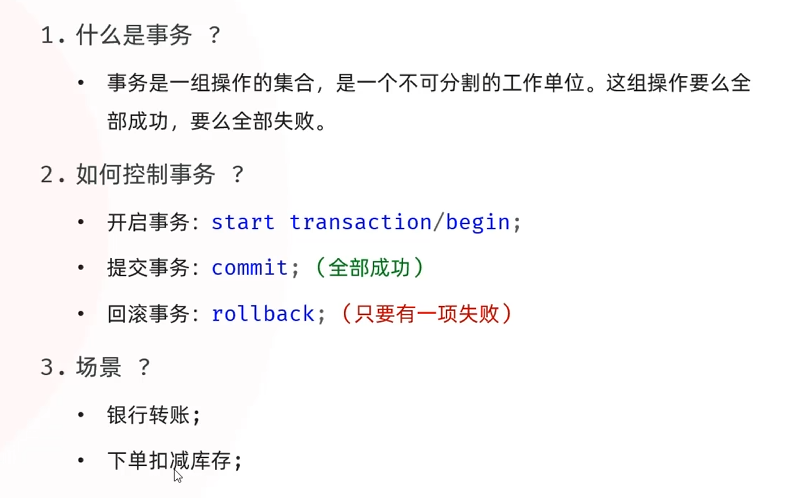 1. 什么是事务 ？
• 事务是一组操作的集合，是一个不可分割的工作单位。这组操作要么全
部成功，要么全部失败。
2. 如何控制事务 ？
• 开启事务：start transaction/begin;
• 提交事务：commit;（全部成功）
• 回滚事务：rollback;（只要有一项失败）
3. 场景 ？
• 银行转账;
• 下单扣减库存;